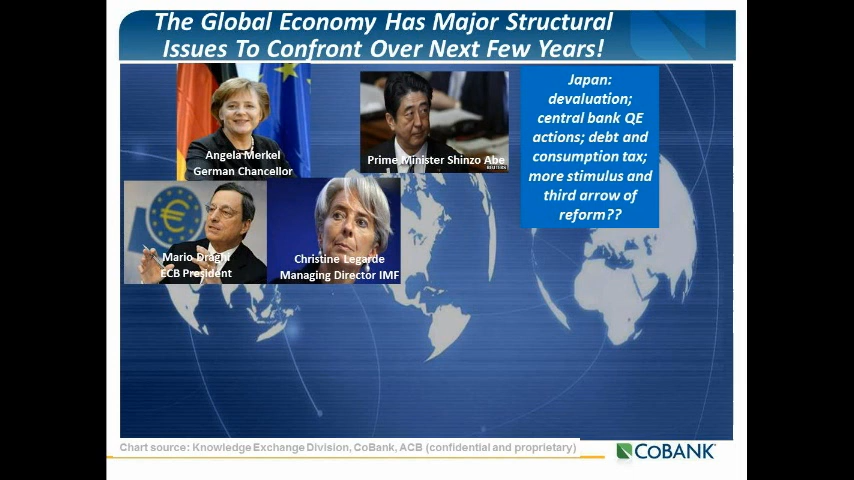 The Global Economy Has Major Structural
Issues To Confront Over Next Few Years!
Angela Merkel
German Chancellor
Prime Minister Shinzo Abe
REUTERS
Japan:
devaluation;
central bank QE
actions; debt and
consumption tax;
more stimulus and
third arrow of
reform??
Mario Draghi
ECB President
Christine Legarde
Managing Director IMF
Chart source: Knowledge Exchange Division, CoBank, ACB (confidential and proprietary)
COBANK